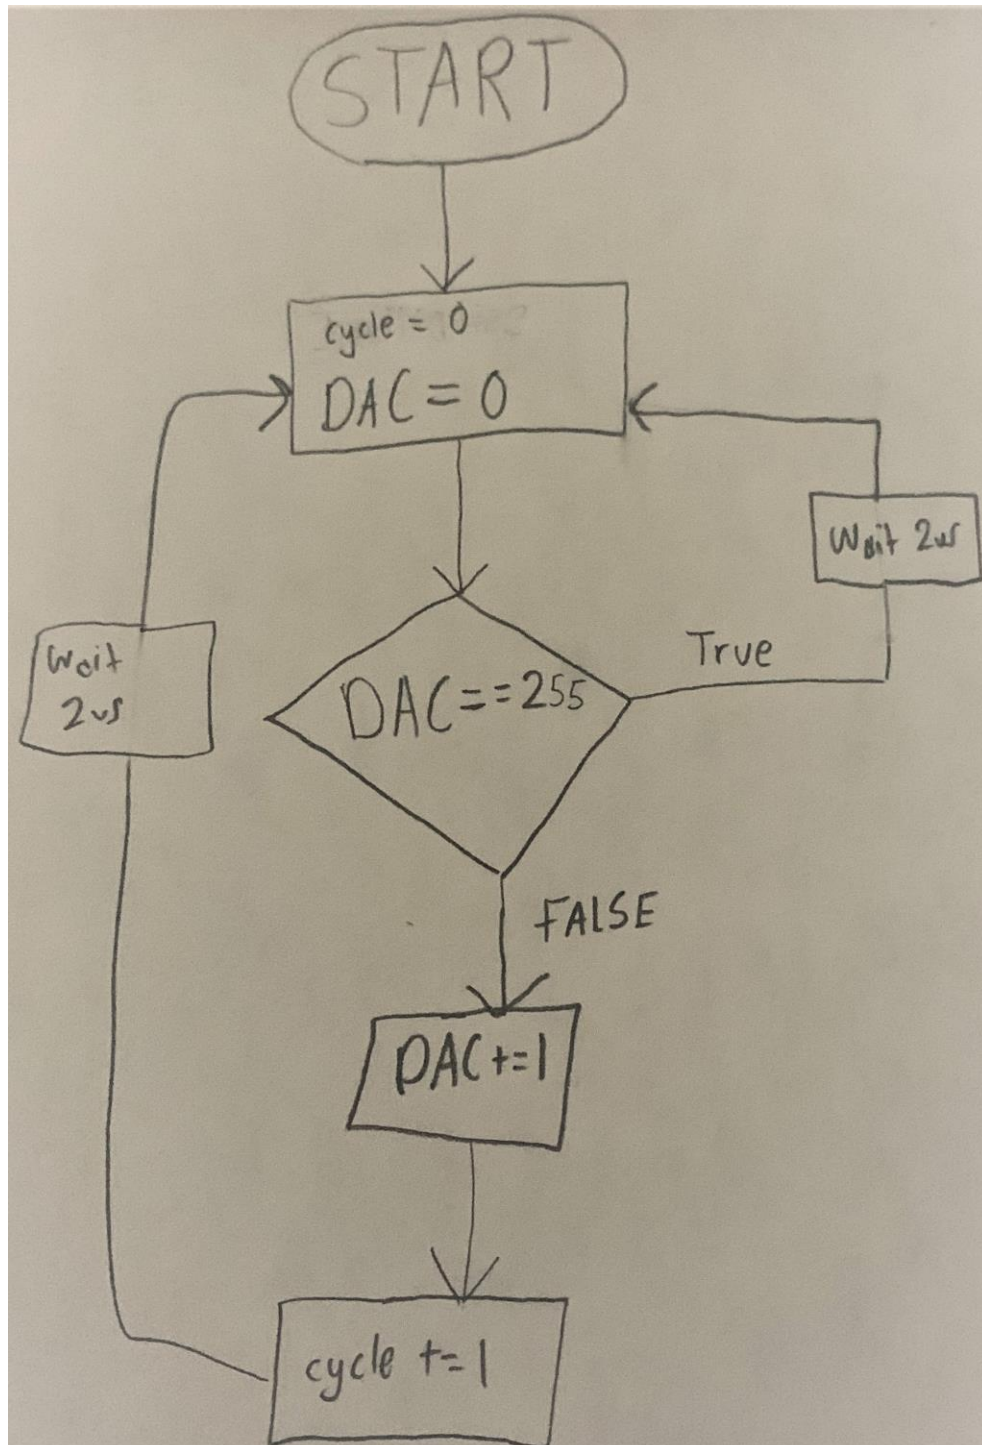 START
cycle = 0
DAC = 0
Wait 2us
True
DAC==255
Wait
2us
FALSE
DAC+=1
cycle +=1